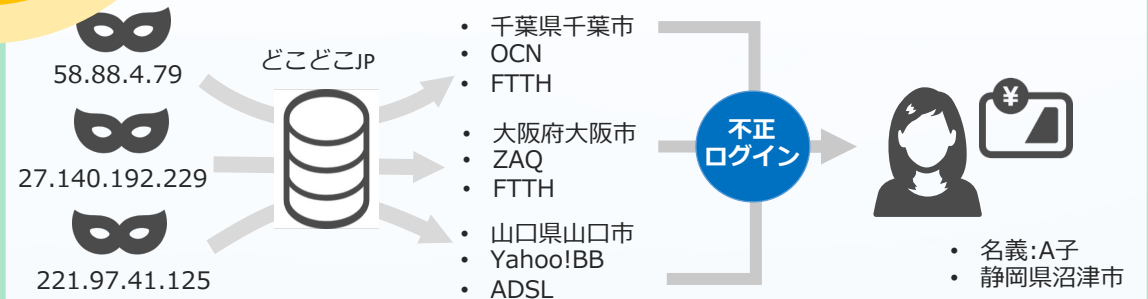 58.88.4.79
27.140.192.229
221.97.41.125
どこどこJP
• 千葉県千葉市
• OCN
• FTTH
• 大阪府大阪市
• ZAQ
• FTTH
• 山口県山口市
• Yahoo!BB
• ADSL
不正
ログイン
¥
• 名義:A子
• 静岡県沼津市